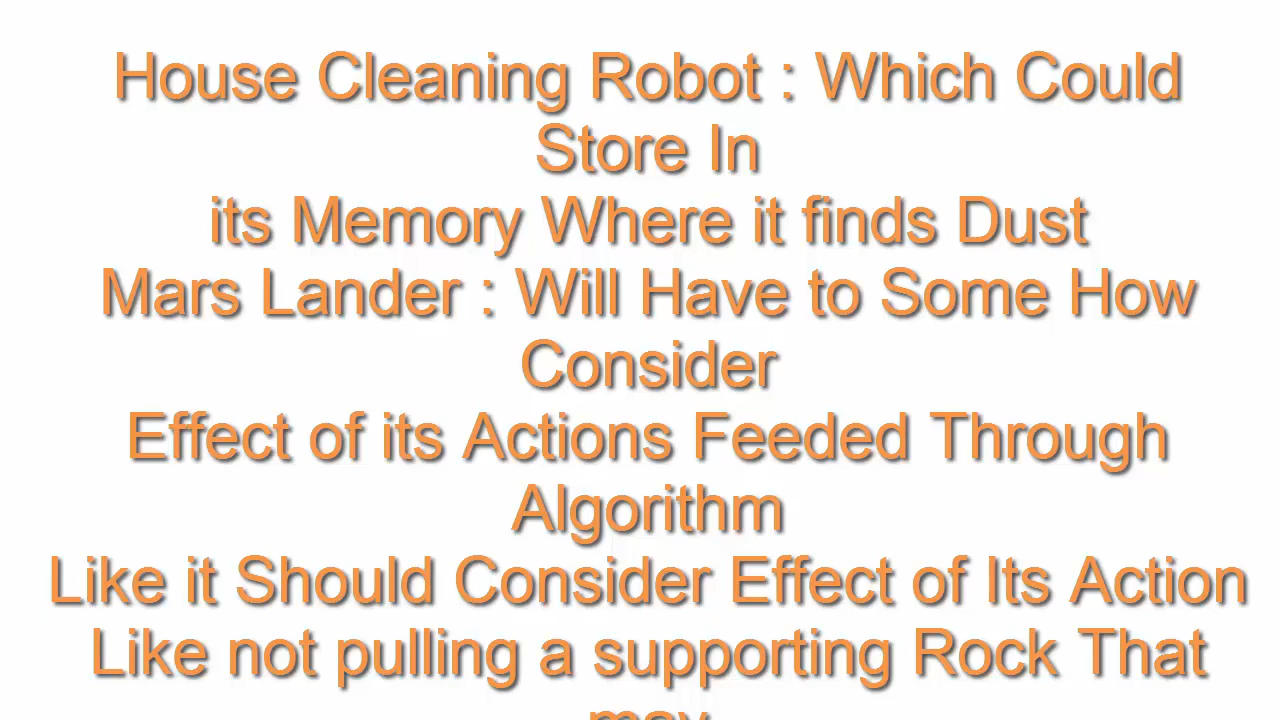 House Cleaning Robot : Which Could
Store In
its Memory Where it finds Dust
Mars Lander : Will Have to Some How
Consider
Effect of its Actions Feeded Through
Algorithm
Like it Should Consider Effect of Its Action
Like not pulling a supporting Rock That
may